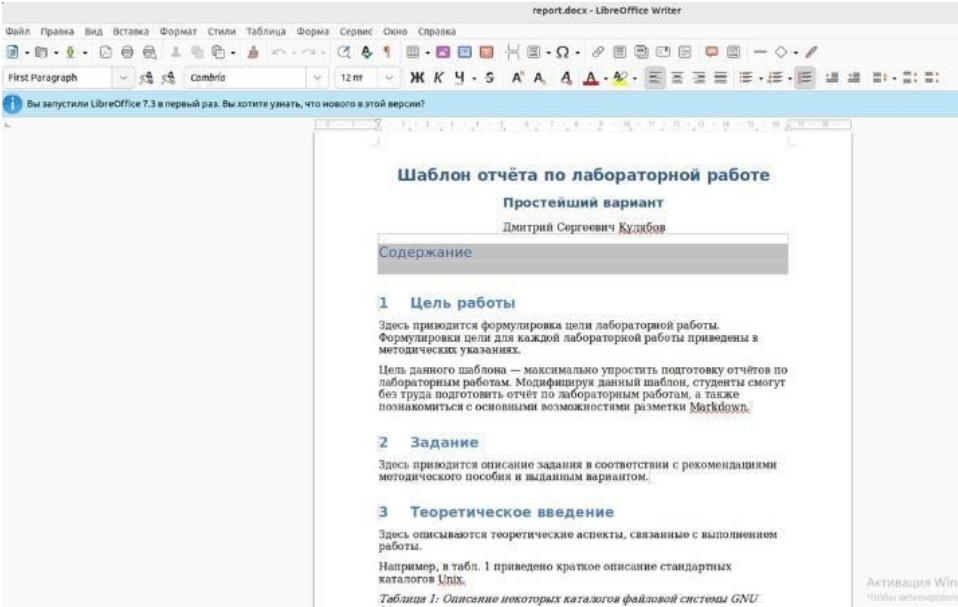 report.docx - LibreOffice Writer
Файл Правка Вид Вставка Формат Стили Таблица Форма Сервис Окно Справка
First Paragraph Cambria 12 пт Ж К Ч S
Вы запустили LibreOffice 7.3 в первый раз. Вы хотите узнать, что нового в этой версии?
Шаблон отчёта по лабораторной работе
Простейший вариант
Дмитрий Сергеевич Кулябов
Содержание
1 Цель работы
Здесь приводится формулировка цели лабораторной работы.
Формулировки цели для каждой лабораторной работы приведены в
методических указаниях.
Цель данного шаблона — максимально упростить подготовку отчётов по
лабораторным работам. Модифицируя данный шаблон, студенты смогут
без труда подготовить отчёт по лабораторным работам, а также
познакомиться с основными возможностями разметки Markdown.
2 Задание
Здесь приводится описание задания в соответствии с рекомендациями
методического пособия и выданным вариантом.
3 Теоретическое введение
Здесь описываются теоретические аспекты, связанные с выполнением
работы.
Например, в табл. 1 приведено краткое описание стандартных
каталогов Unix.
Таблица 1: Описание некоторых каталогов файловой системы GNU
Активация Win
Чтобы активировать